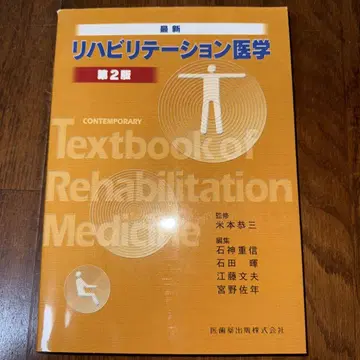 最新
リハビリテーション医学
第2版
CONTEMPORARY
Textbook of
Rehabilitation
Medicine
監修
米本恭三
編集
石神重信
石田 暉
江藤文夫
宮野佐年
医歯薬出版株式会社